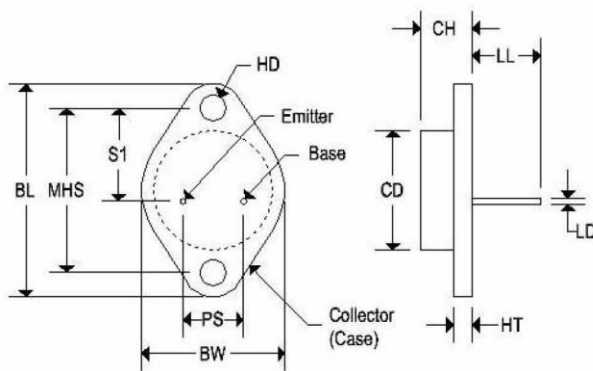 CH
LL
HD
Emitter
S1
Base
BL
MHS
CD
LD
PS
Collector
(Case)
HT
BW